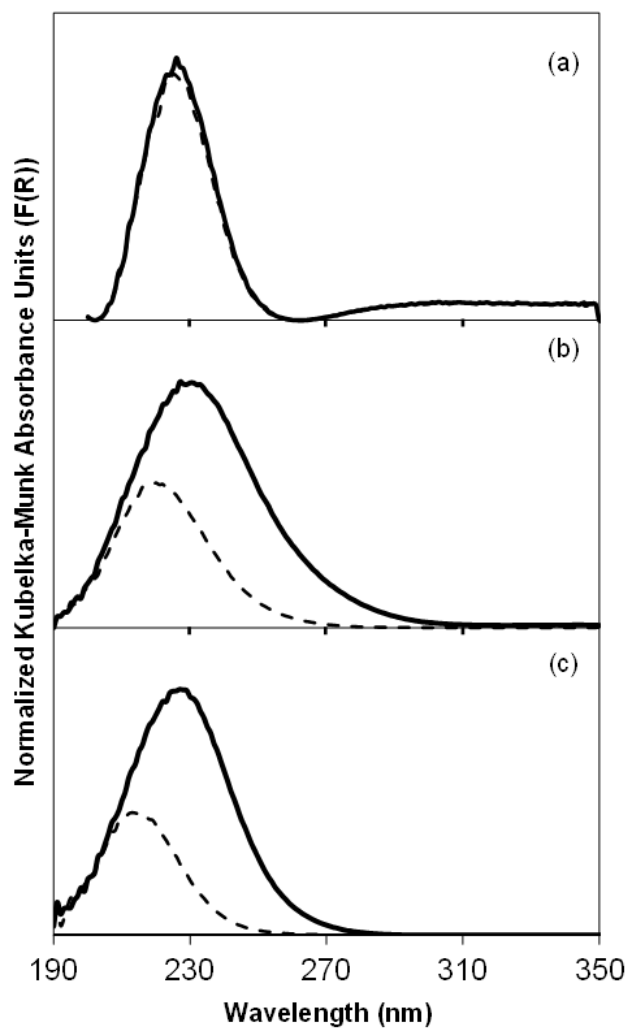 Normalized Kubelka-Munk Absorbance Units (F(R))
(a)
(b)
(c)
190 230 270 310 350
Wavelength (nm)